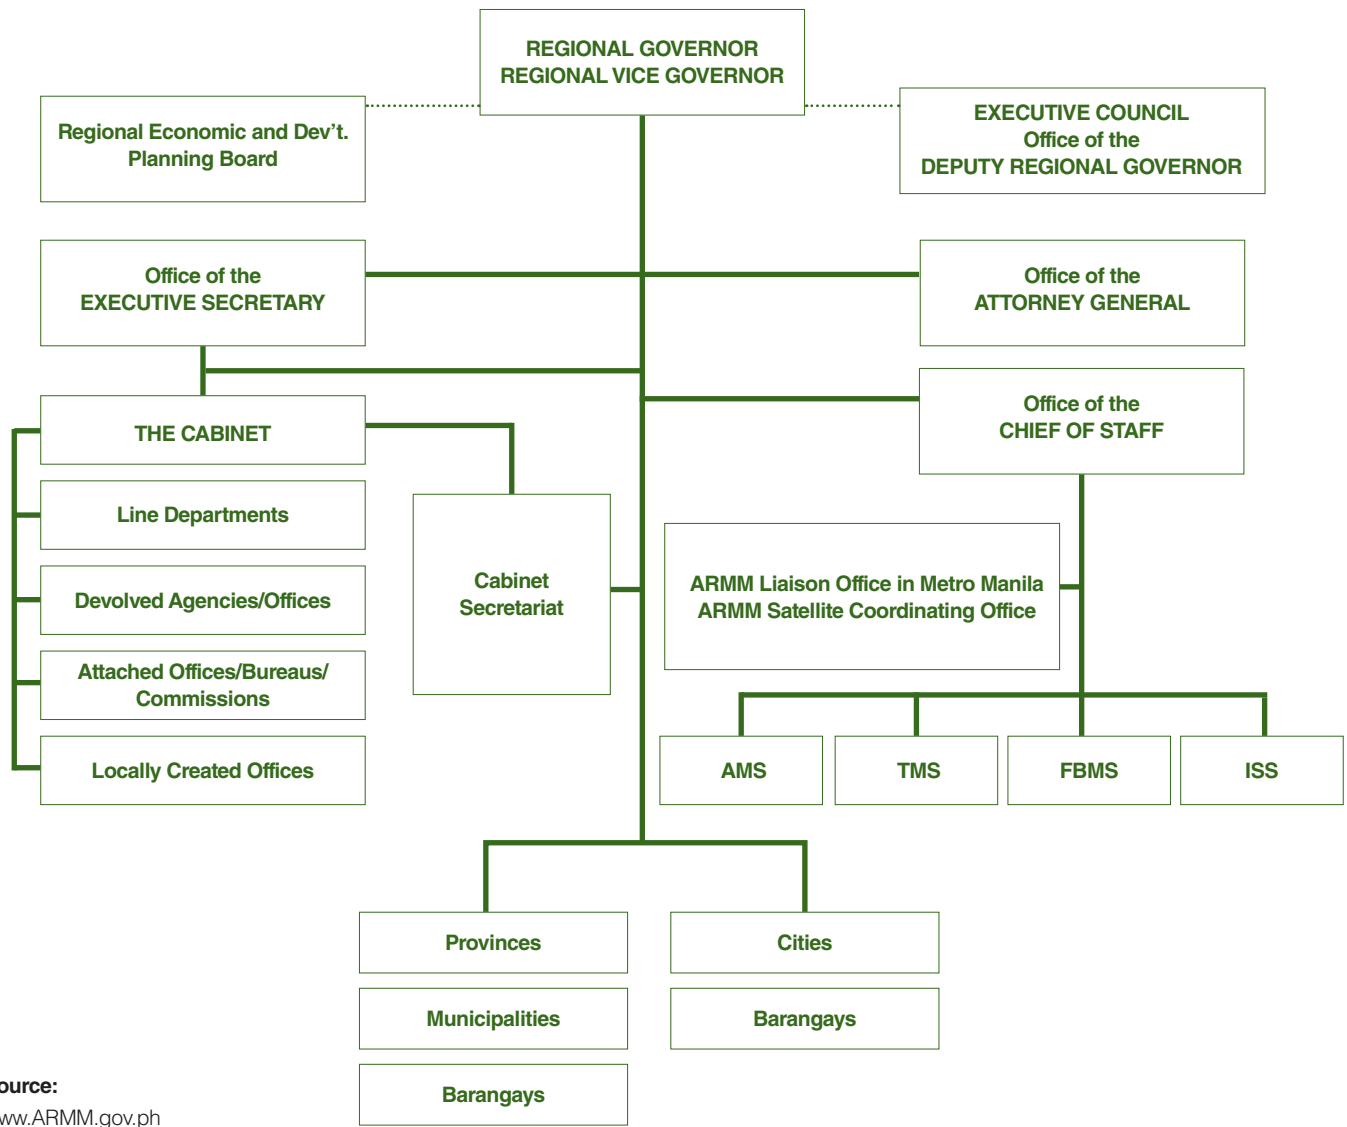 REGIONAL GOVERNOR
REGIONAL VICE GOVERNOR
Regional Economic and Dev't.
Planning Board
EXECUTIVE COUNCIL
Office of the
DEPUTY REGIONAL GOVERNOR
Office of the
EXECUTIVE SECRETARY
Office of the
ATTORNEY GENERAL
THE CABINET
Office of the
CHIEF OF STAFF
Line Departments
Devolved Agencies/Offices
Attached Offices/Bureaus/
Commissions
Locally Created Offices
Cabinet
Secretariat
ARMM Liaison Office in Metro Manila
ARMM Satellite Coordinating Office
AMS
TMS
FBMS
ISS
Provinces
Municipalities
Barangays
Cities
Barangays
ource:
ww.ARMM.gov.ph